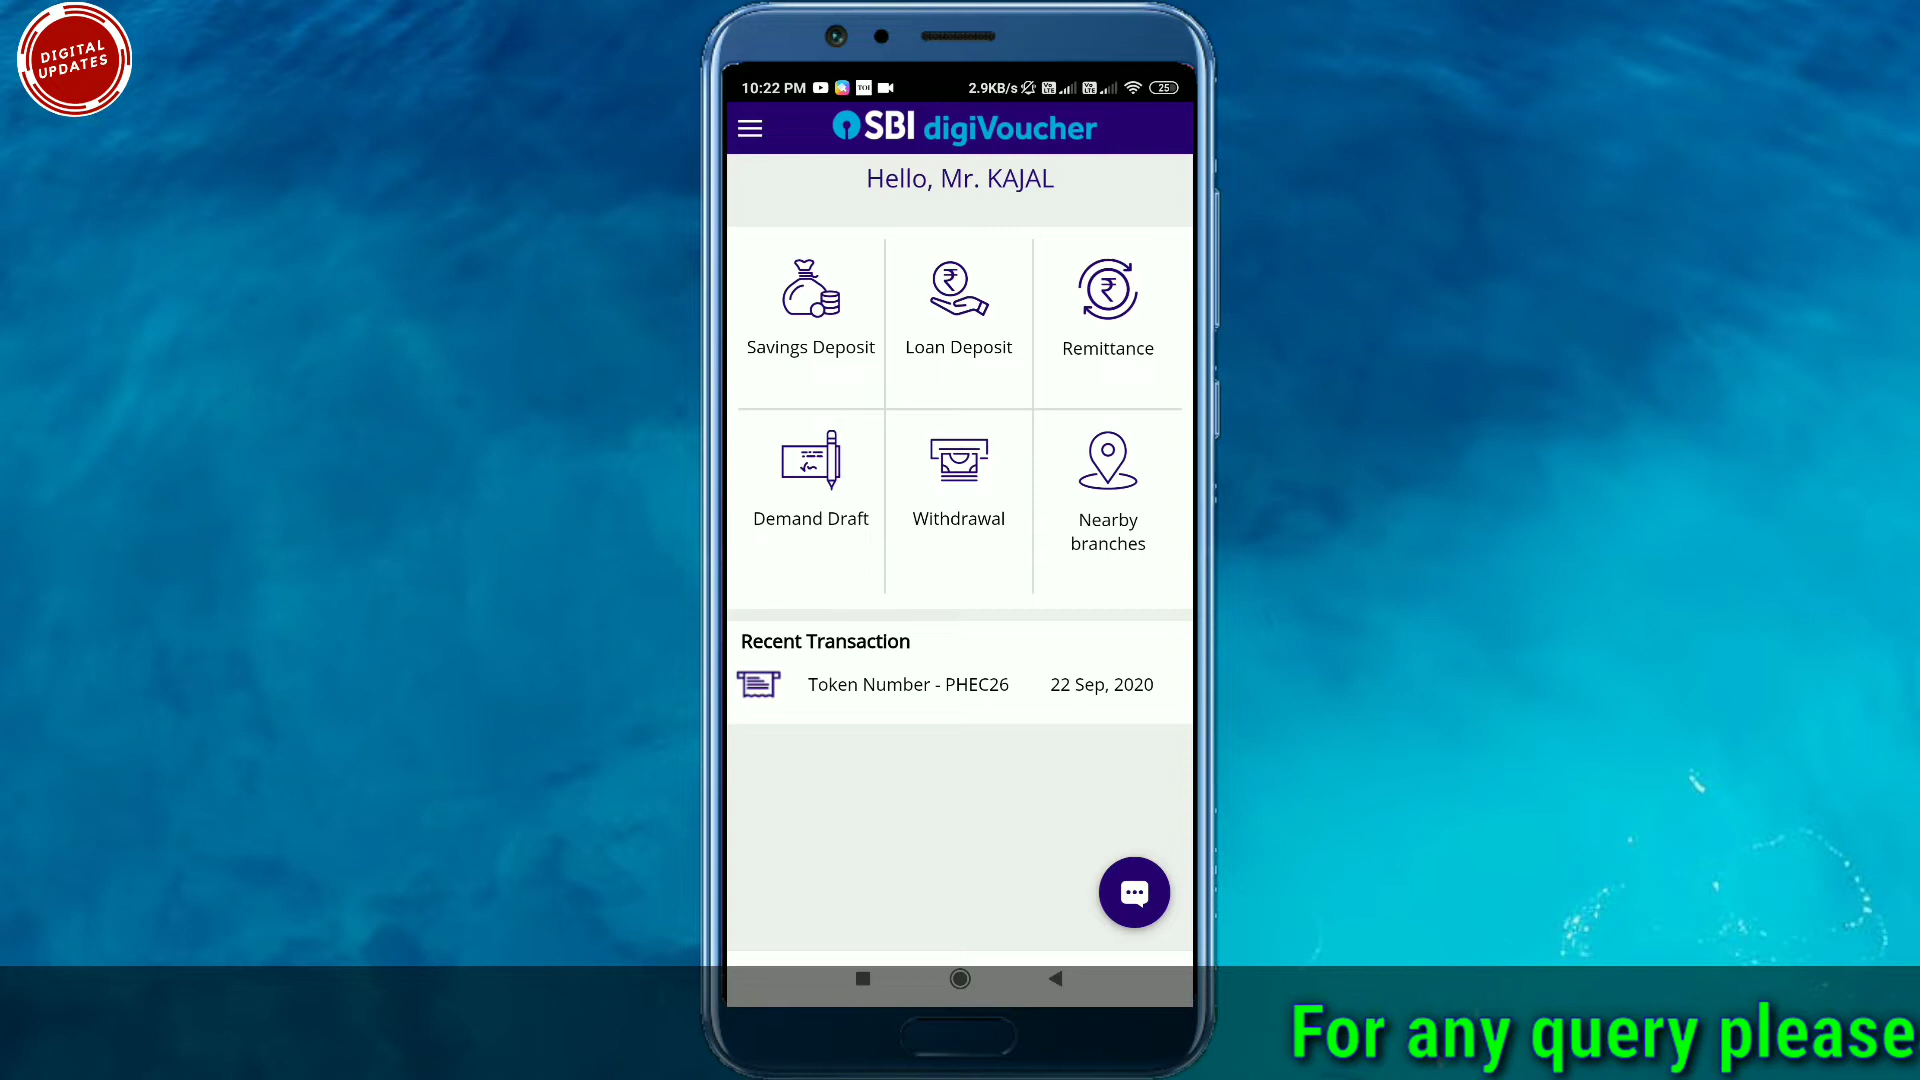 DIGITAL
UPDATES
10:22 PM
TOI
2.9KB/s
25
SBI digiVoucher
Hello, Mr. KAJAL
Savings Deposit
Loan Deposit
Remittance
Demand Draft
Withdrawal
Nearby
branches
Recent Transaction
Token Number - PHEC26
22 Sep, 2020
For any query please